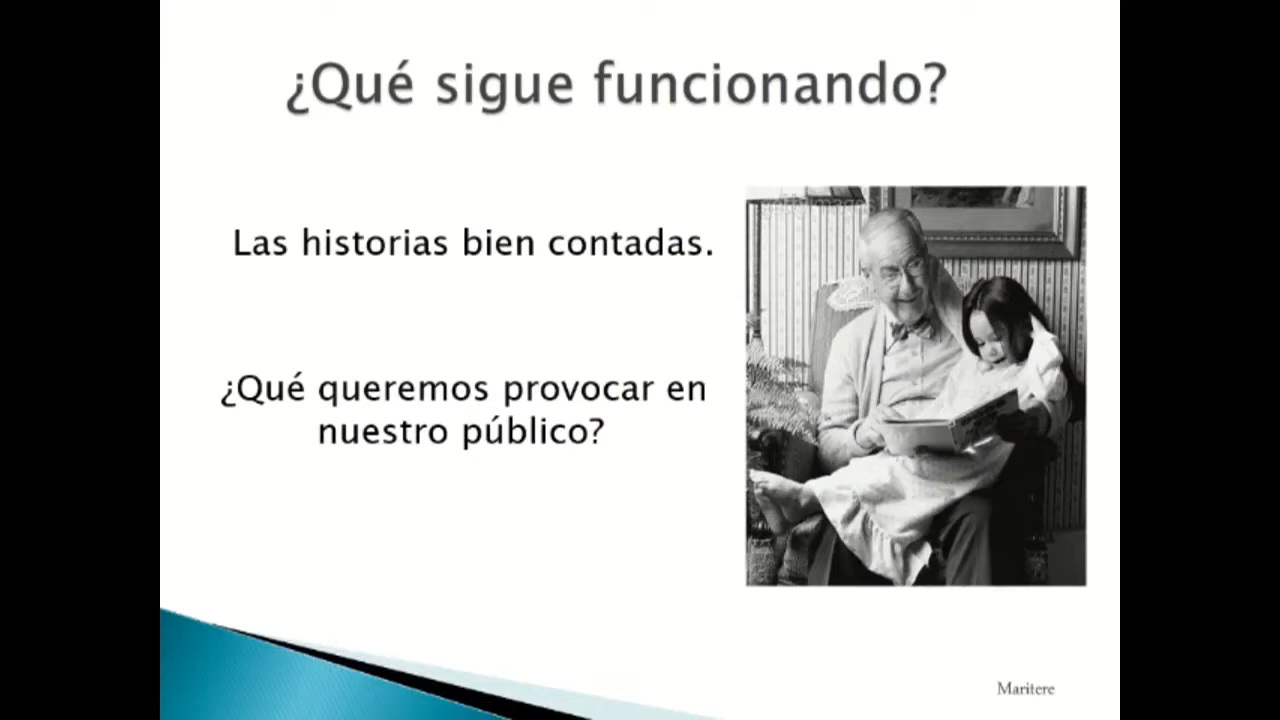 ¿Qué sigue funcionando?
Las historias bien contadas.
¿Qué queremos provocar en
nuestro público?
Maritere